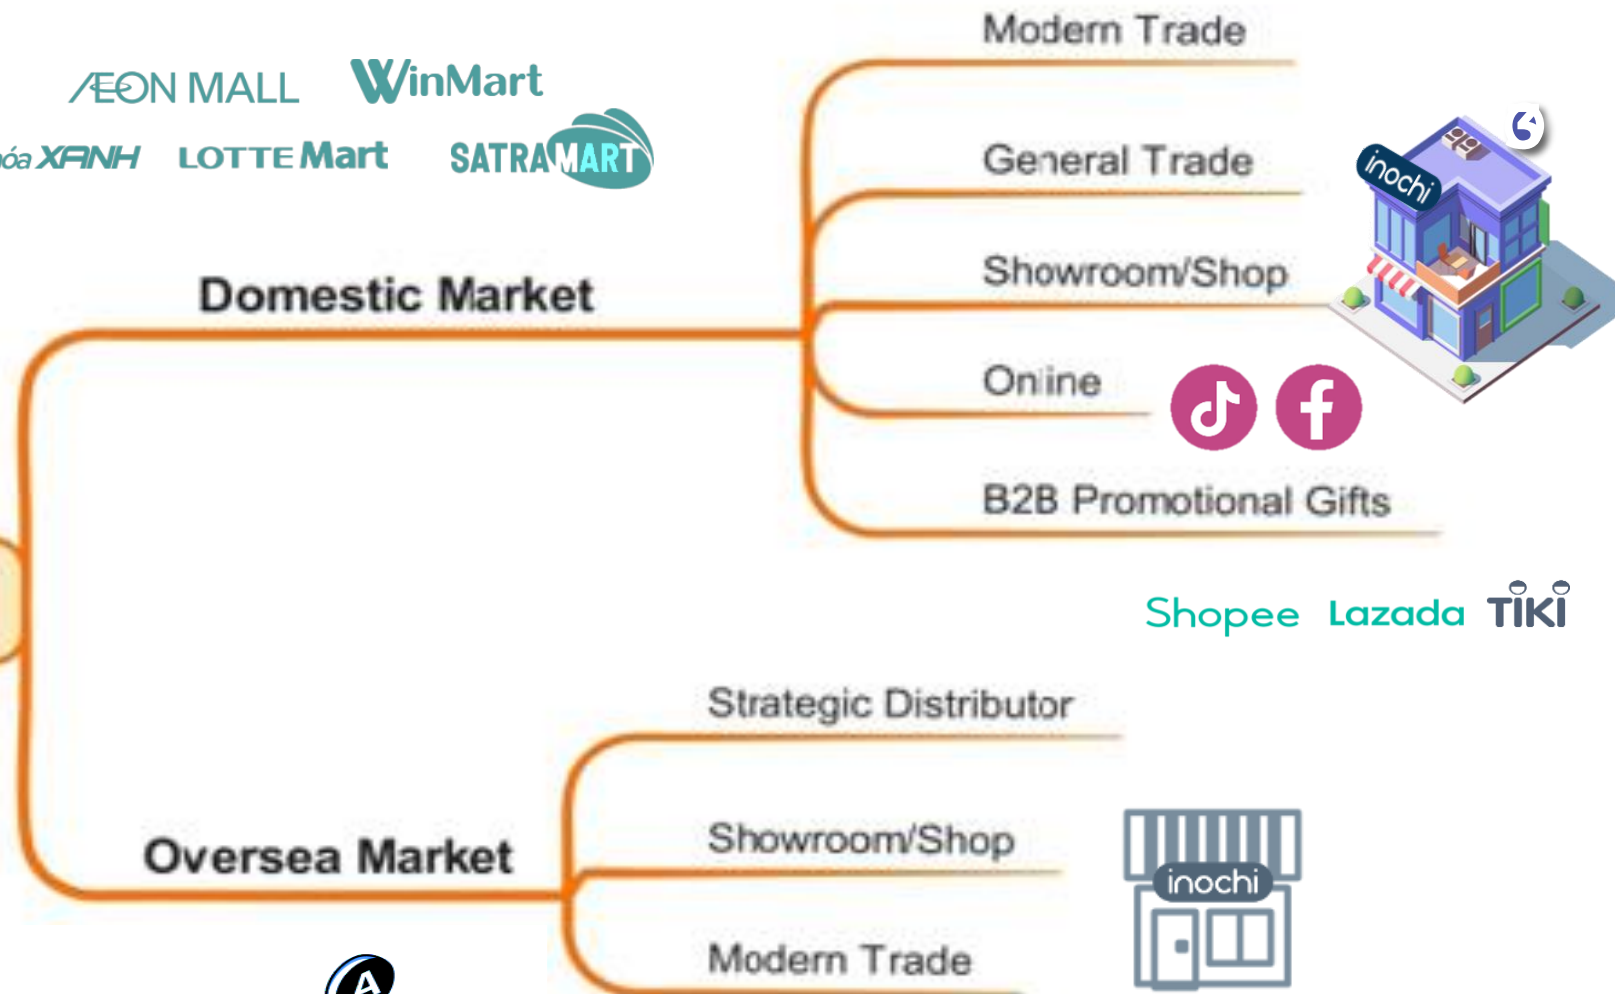 Modern Trade
ÆON MALL
WinMart
óa XANH
LOTTE Mart
SATRAMART
General Trade
inochi
Domestic Market
Showroom/Shop
Online
B2B Promotional Gifts
Shopee
Lazada
TIKI
Strategic Distributor
Oversea Market
Showroom/Shop
inochi
Modern Trade
A